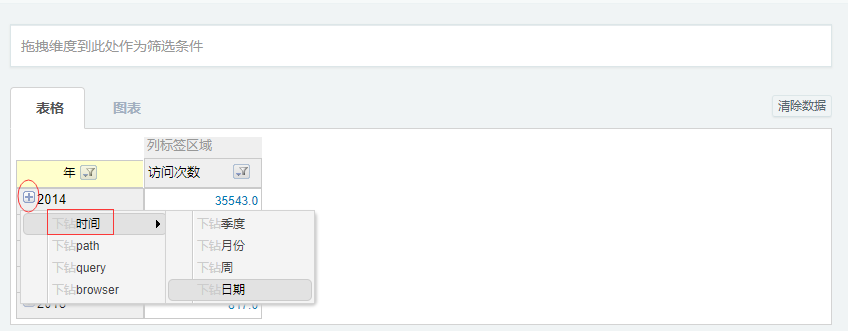 拖拽维度到此处作为筛选条件
表格 图表 清除数据
列标签区域
年 访问次数
2014 35543.0
下钻时间 下钻季度
下钻path 下钻月份
下钻query 下钻周
下钻browser 下钻日期